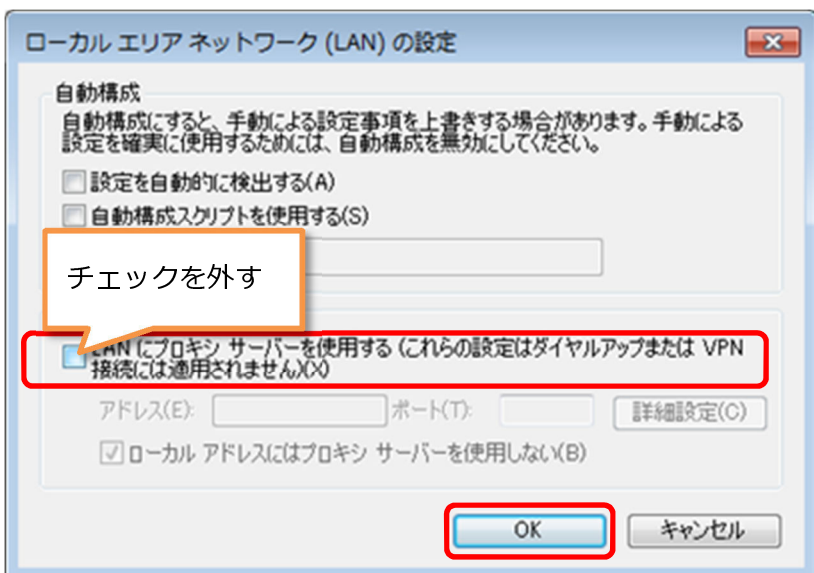 ローカル エリア ネットワーク (LAN) の設定
自動構成
自動構成にすると、手動による設定事項を上書きする場合があります。手動による
設定を確実に使用するためには、自動構成を無効にしてください。
設定を自動的に検出する(A)
自動構成スクリプトを使用する(S)
チェックを外す
LAN にプロキシ サーバーを使用する (これらの設定はダイヤルアップまたは VPN
接続には適用されません)(X)
アドレス(E): ポート(T): 詳細設定(C)
ローカル アドレスにはプロキシ サーバーを使用しない(B)
OK キャンセル